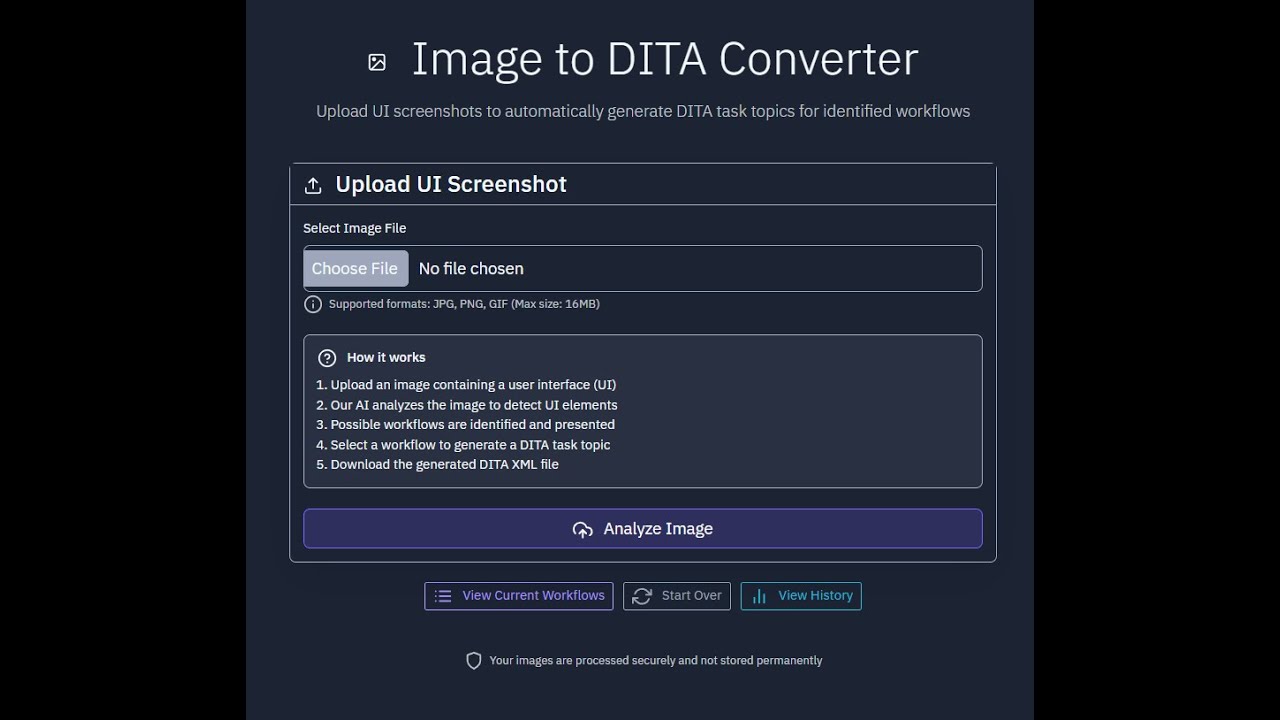 Image to DITA Converter
Upload UI screenshots to automatically generate DITA task topics for identified workflows
Upload UI Screenshot
Select Image File
Choose File No file chosen
Supported formats: JPG, PNG, GIF (Max size: 16MB)
How it works
1. Upload an image containing a user interface (UI)
2. Our AI analyzes the image to detect UI elements
3. Possible workflows are identified and presented
4. Select a workflow to generate a DITA task topic
5. Download the generated DITA XML file
Analyze Image
View Current Workflows Start Over View History
Your images are processed securely and not stored permanently